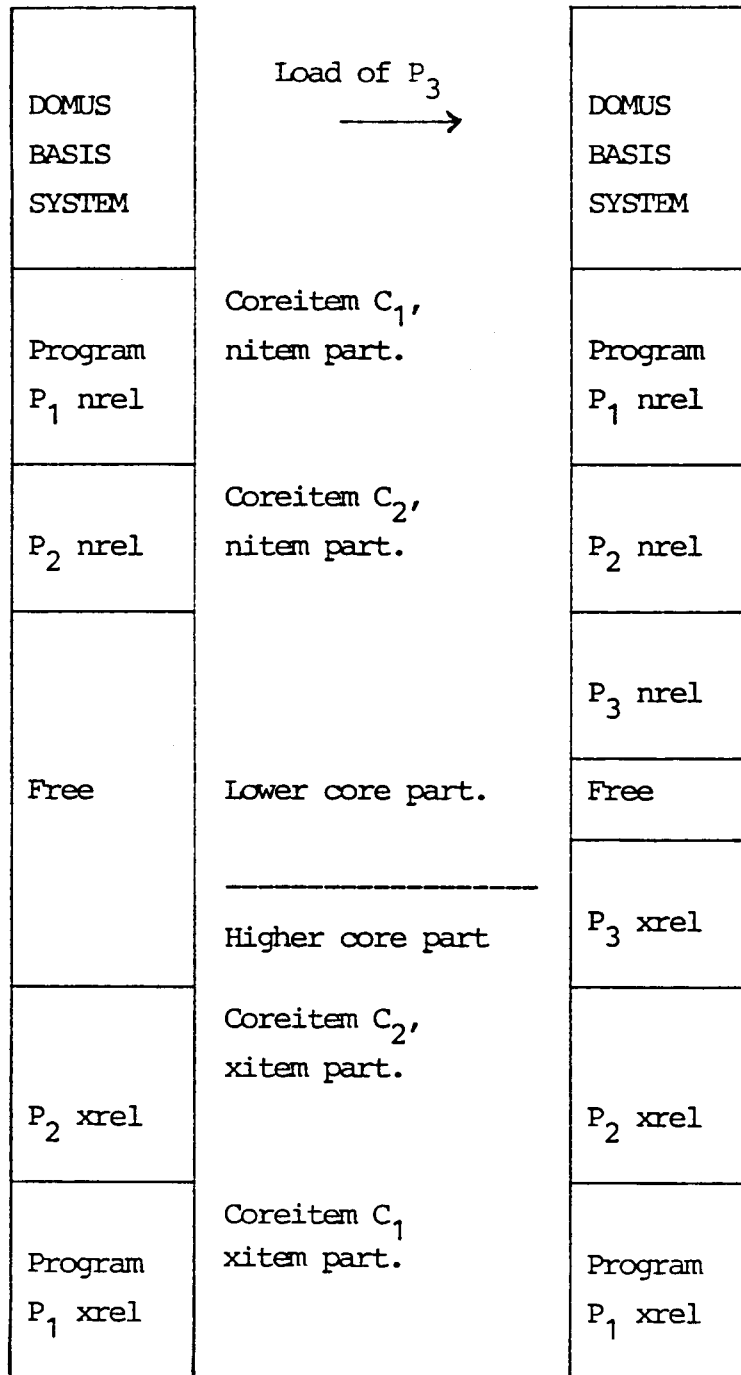 Load of P3
DOMUS
BASIS
SYSTEM
Program
P1 nrel
P2 nrel
Free
P2 xrel
Program
P1 xrel
Coreitem C1,
nitem part.
Coreitem C2,
nitem part.
Lower core part.
Higher core part
Coreitem C2,
xitem part.
Coreitem C1
xitem part.
DOMUS
BASIS
SYSTEM
Program
P1 nrel
P2 nrel
P3 nrel
Free
P3 xrel
P2 xrel
Program
P1 xrel